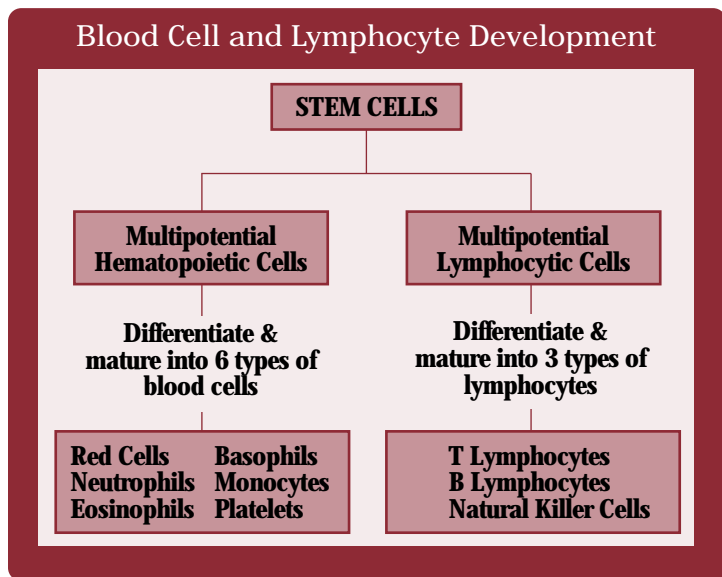 Blood Cell and Lymphocyte Development
STEM CELLS
Multipotential
Hematopoietic Cells
Differentiate &
mature into 6 types of
blood cells
Red Cells
Neutrophils
Eosinophils
Basophils
Monocytes
Platelets
Multipotential
Lymphocytic Cells
Differentiate &
mature into 3 types of
lymphocytes
T Lymphocytes
B Lymphocytes
Natural Killer Cells